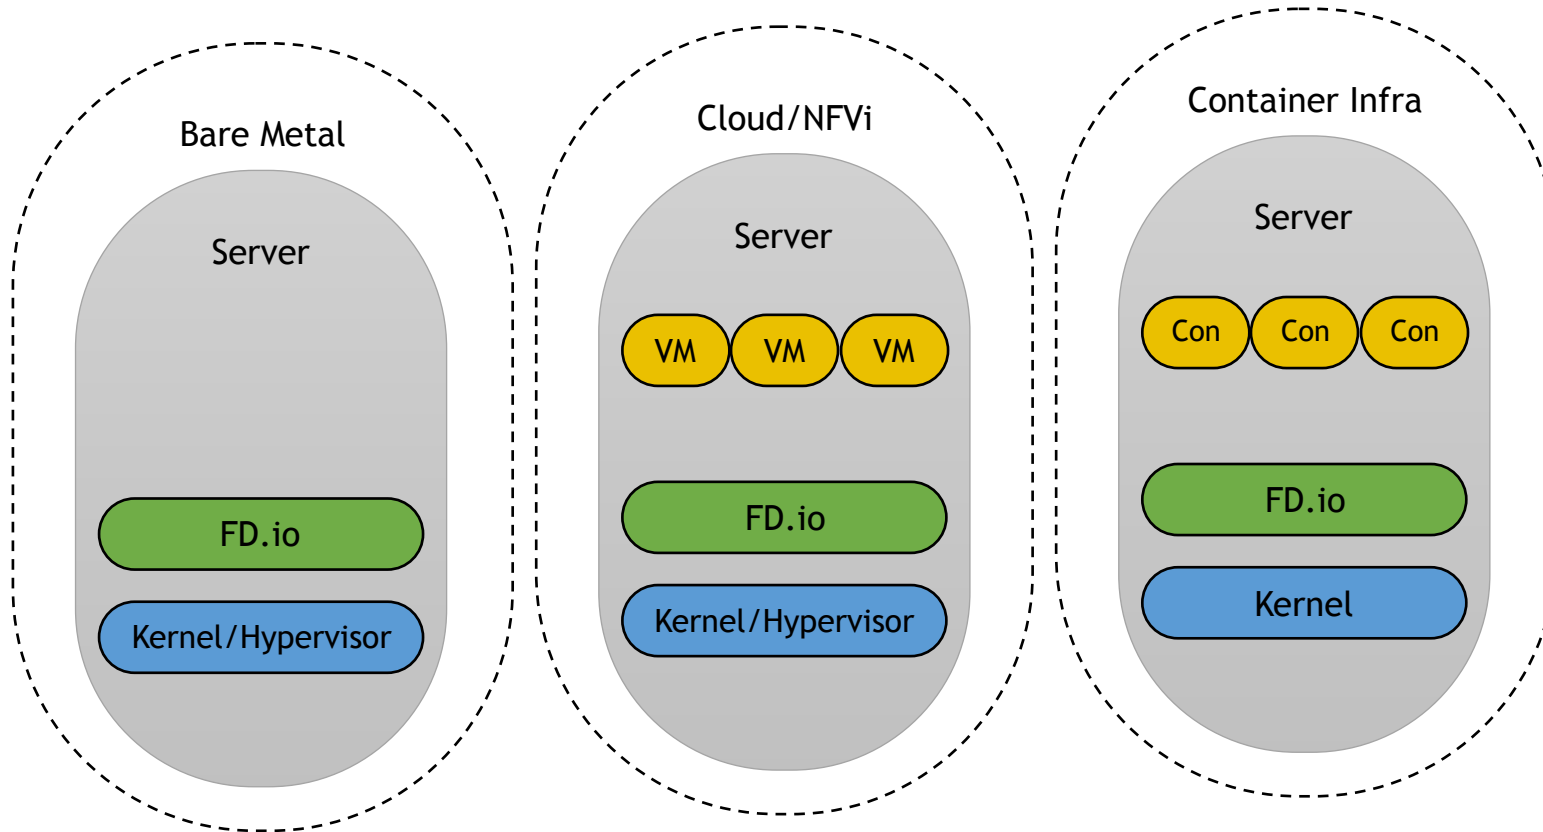 Bare Metal
Server
FD.io
Kernel/Hypervisor
Cloud/NFVi
Server
VM VM VM
FD.io
Kernel/Hypervisor
Container Infra
Server
Con Con Con
FD.io
Kernel